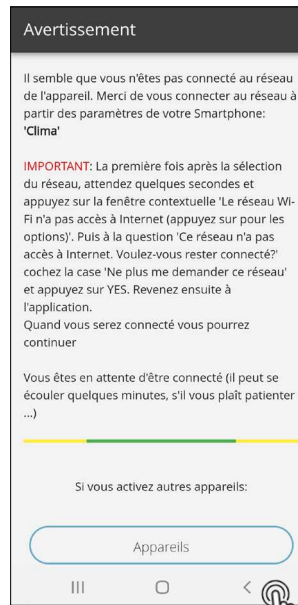 Avertissement
Il semble que vous n'êtes pas connecté au réseau
de l'appareil. Merci de vous connecter au réseau à
partir des paramètres de votre Smartphone:
'Clima'
IMPORTANT: La première fois après la sélection
du réseau, attendez quelques secondes et
appuyez sur la fenêtre contextuelle 'Le réseau Wi-
Fi n'a pas accès à Internet (appuyez sur pour les
options)'. Puis à la question 'Ce réseau n'a pas
accès à Internet. Voulez-vous rester connecté?'
cochez la case 'Ne plus me demander ce réseau'
et appuyez sur YES. Revenez ensuite à
l'application.
Quand vous serez connecté vous pourrez
continuer
Vous êtes en attente d'être connecté (il peut se
écouler quelques minutes, s'il vous plaît patienter
...)
Si vous activez autres appareils:
Appareils